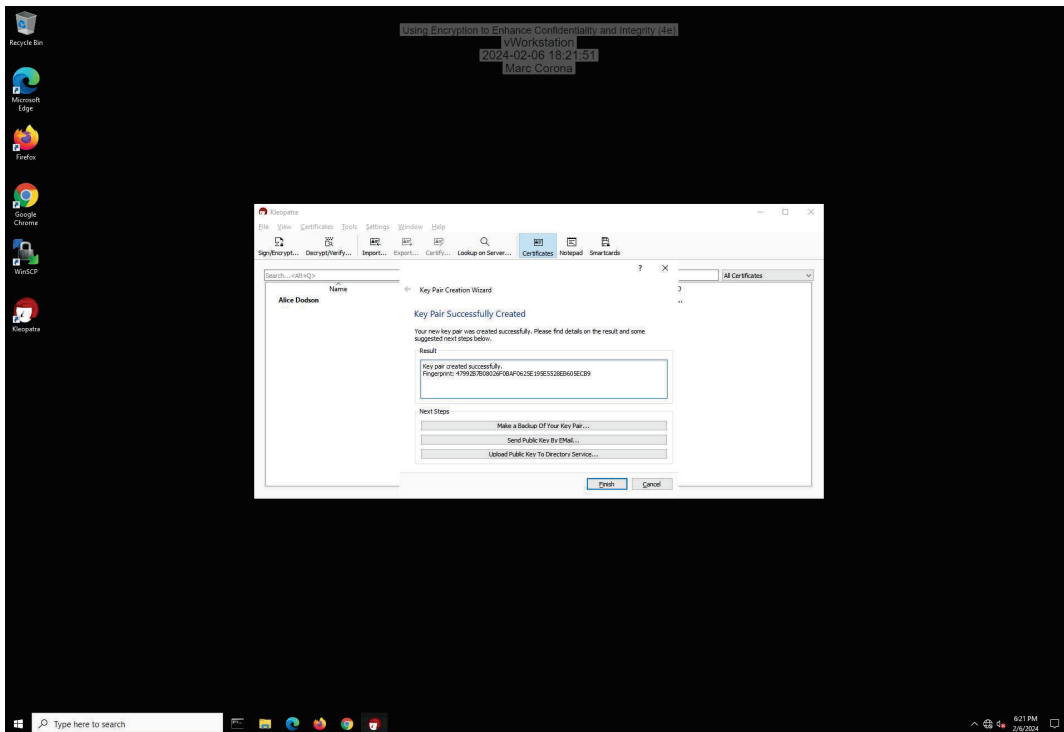 Using Encryption to Enhance Confidentiality and Integrity (4e)
vWorkstation
2024-02-06 18:21:51
Marc Corona
Recycle Bin
Microsoft
Edge
Firefox
Google
Chrome
WinSCP
Kleopatra
Kleopatra
File View Certificates Tools Settings Window Help
Sign/Encrypt... Decrypt/Verify... Import... Export... Certify... Lookup on Server... Certificates Notepad Smartcards
Search...<Alt+Q>
All Certificates
Name
Alice Dodson
Key Pair Creation Wizard
Key Pair Successfully Created
Your new key pair was created successfully. Please find details on the result and some
suggested next steps below.
Result
Key pair created successfully.
Fingerprint: 47992B7B08026F0BAF0625E195E5528EB605ECB9
Next Steps
Make a Backup Of Your Key Pair...
Send Public Key By EMail...
Upload Public Key To Directory Service...
Finish Cancel
Type here to search
6:21 PM
2/6/2024